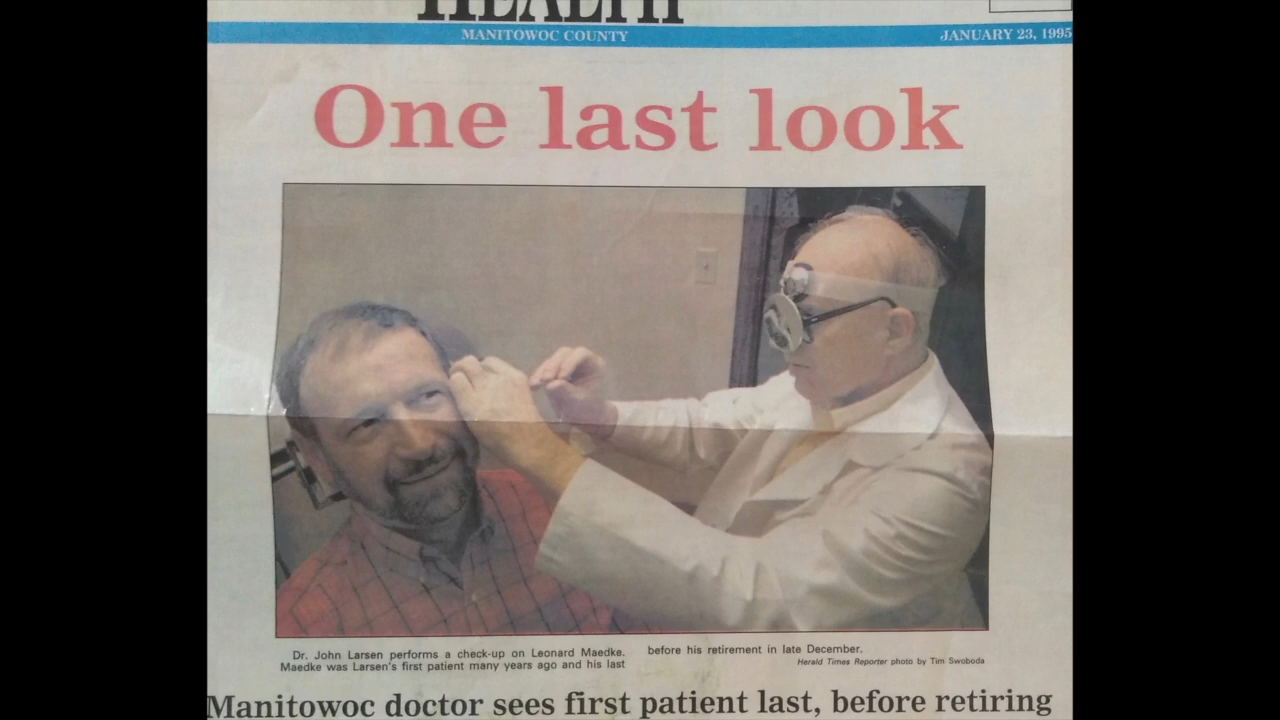 HEALTH
MANITOWOC COUNTY
JANUARY 23, 1995
One last look
Dr. John Larsen performs a check-up on Leonard Maedke.
Maedke was Larsen's first patient many years ago and his last
before his retirement in late December.
Herald Times Reporter photo by Tim Swoboda
Manitowoc doctor sees first patient last, before retiring